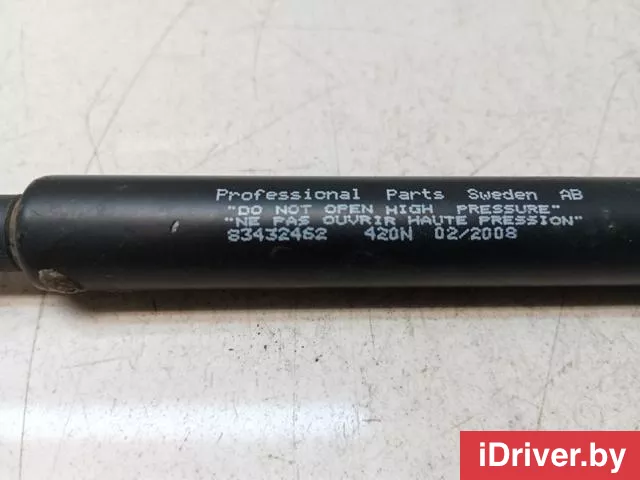 Professional Parts Sweden AB
"DO NOT OPEN HIGH PRESSURE"
"NE PAS OUVRIR HAUTE PRESSION"
83432462 420N 02/2008
iDriver.by